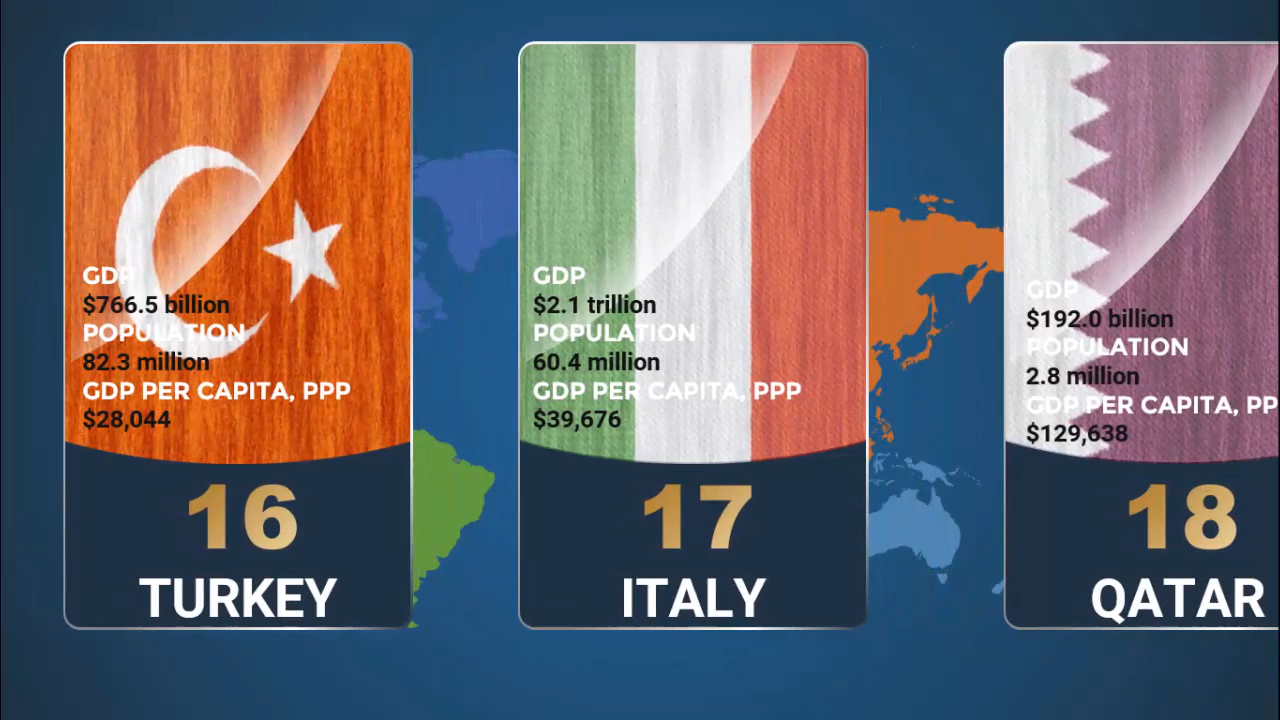 GDP
$766.5 billion
POPULATION
82.3 million
GDP PER CAPITA, PPP
$28,044
16
TURKEY
GDP
$2.1 trillion
POPULATION
60.4 million
GDP PER CAPITA, PPP
$39,676
17
ITALY
GDP
$192.0 billion
POPULATION
2.8 million
GDP PER CAPITA, PP
$129,638
18
QATAR